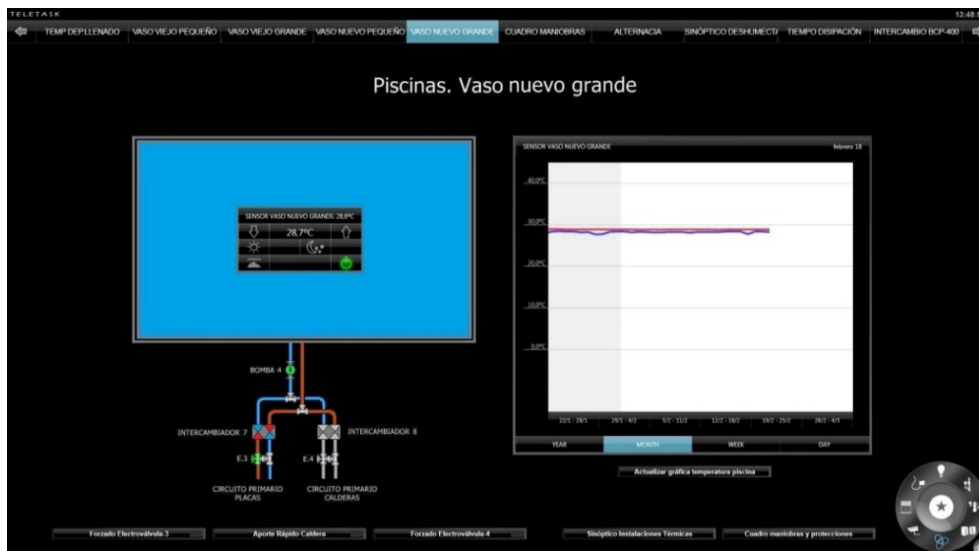 TELETASK
TEMP DEP.LLENADO VASO VIEJO PEQUEÑO VASO VIEJO GRANDE VASO NUEVO PEQUEÑO VASO NUEVO GRANDE CUADRO MANIOBRAS ALTERNACIA SINÓPTICO DESHUMECT/ TIEMPO DISIPACIÓN INTERCAMBIO BCP-400
Piscinas. Vaso nuevo grande
SENSOR VASO NUEVO GRANDE febrero 18
SENSOR VASO NUEVO GRANDE: 28,6ºC
28,7ºC
40.0ºC
30.0ºC
20.0ºC
10.0ºC
0.0ºC
BOMBA 4
INTERCAMBIADOR 7 INTERCAMBIADOR 8
E.3 E.4
CIRCUITO PRIMARIO PLACAS
CIRCUITO PRIMARIO CALDERAS
22/1 - 28/1 29/1 - 4/2 5/2 - 11/2 12/2 - 18/2 19/2 - 25/2 26/2 - 4/3
YEAR MONTH WEEK DAY
Actualizar gráfica temperatura piscina
Forzado Electroválvula 3 Aporte Rápido Caldera Forzado Electroválvula 4 Sinóptico Instalaciones Térmicas Cuadro maniobras y protecciones